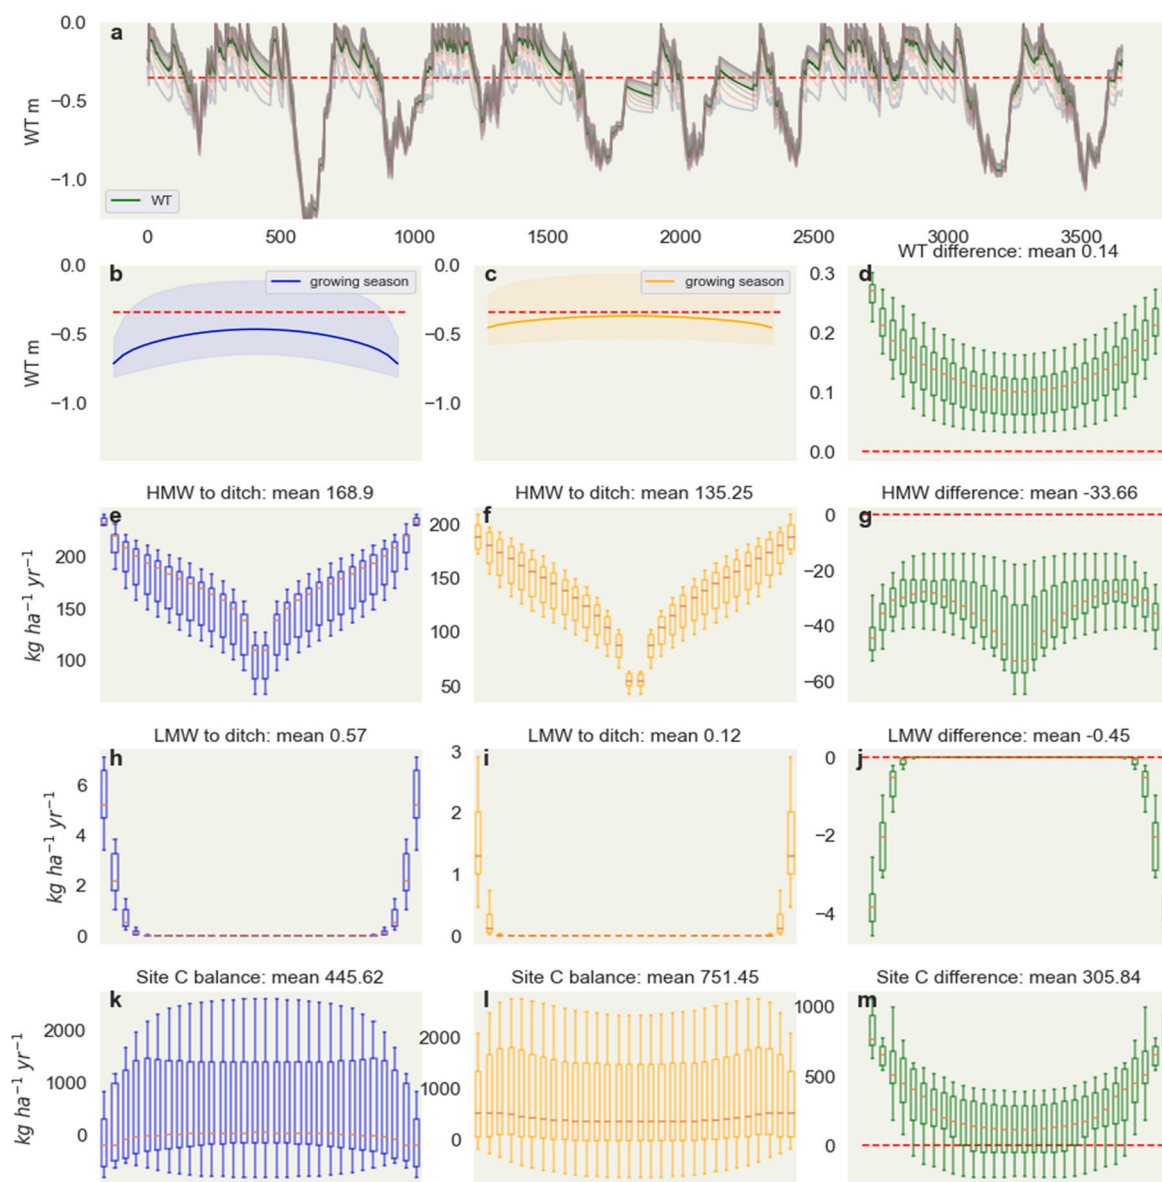 a
0.0
−0.5
−1.0
WT m
WT
0 500 1000 1500 2000 2500 3000 3500
b
0.0
−0.5
−1.0
WT m
growing season
c
0.0
−0.5
−1.0
growing season
WT difference: mean 0.14
d
0.3
0.2
0.1
0.0
HMW to ditch: mean 168.9
e
200
150
100
kg ha⁻¹ yr⁻¹
HMW to ditch: mean 135.25
f
200
150
100
50
HMW difference: mean -33.66
g
0
−20
−40
−60
LMW to ditch: mean 0.57
h
6
4
2
0
kg ha⁻¹ yr⁻¹
LMW to ditch: mean 0.12
i
3
2
1
0
LMW difference: mean -0.45
j
0
−2
−4
Site C balance: mean 445.62
k
2000
1000
0
kg ha⁻¹ yr⁻¹
Site C balance: mean 751.45
l
2000
1000
0
Site C difference: mean 305.84
m
1000
500
0